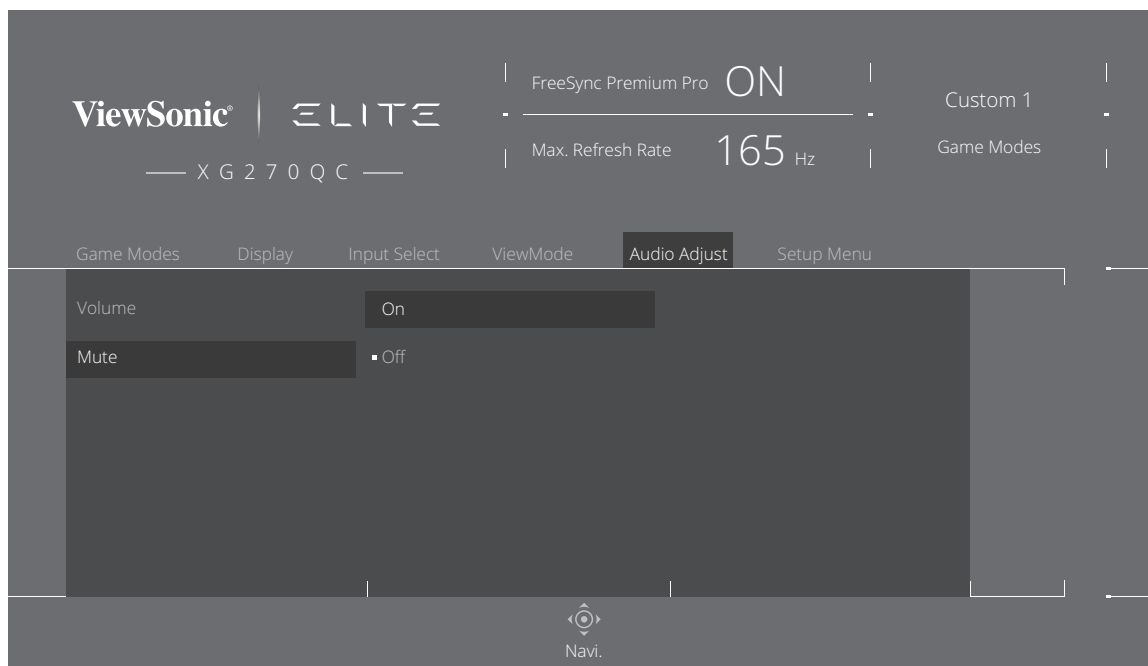 ViewSonic® ELITE
XG270QC
FreeSync Premium Pro ON
Max. Refresh Rate 165 Hz
Custom 1
Game Modes
Game Modes Display Input Select ViewMode Audio Adjust Setup Menu
Volume On
Mute Off
Navi.